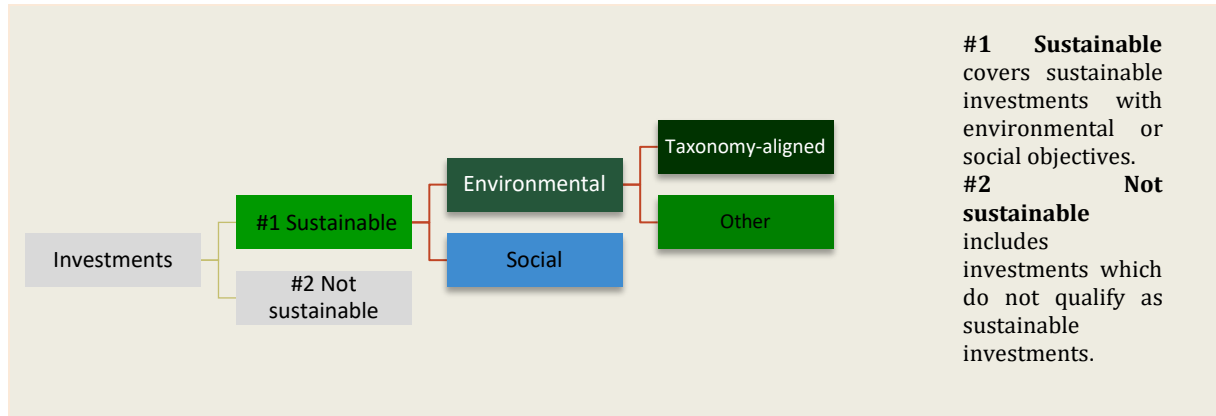 Investments
#1 Sustainable
#2 Not
sustainable
Environmental
Social
Taxonomy-aligned
Other
#1 Sustainable
covers sustainable
investments with
environmental or
social objectives.
#2 Not
sustainable
includes
investments which
do not qualify as
sustainable
investments.